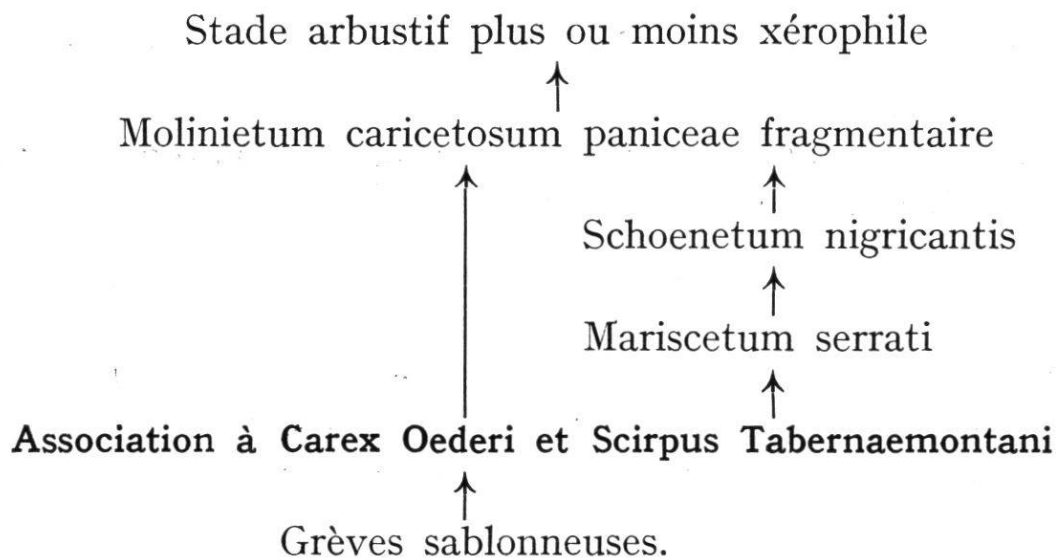 Stade arbustif plus ou moins xérophile
Molinietum caricetosum paniceae fragmentaire
Schoenetum nigricantis
Mariscetum serrati
Association à Carex Oederi et Scirpus Tabernaemontani
Grèves sablonneuses.